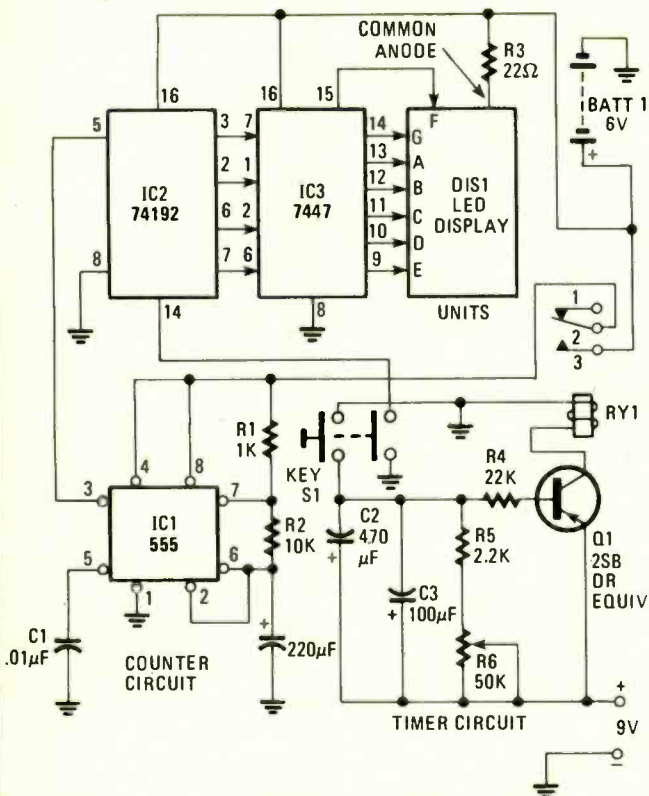 COMMON
ANODE
R3
22Ω
BATT 1
6V
+
16
16
15
5
3
7
14
F
G
2
1
13
A
IC2
74192
IC3
7447
12
B
DIS1
LED
DISPLAY
6
2
11
C
10
D
8
7
6
9
E
14
8
UNITS
1
2
3
R1
1K
KEY
S1
RY1
R4
22K
4
8
3
7
IC1
555
R2
10K
5
6
1
2
C2
4.70
µF
+
R5
2.2K
Q1
2SB
DR
EQUIV
C3
100µF
+
C1
.01µF
COUNTER
CIRCUIT
+
220µF
R6
50K
TIMER CIRCUIT
+
9V
−